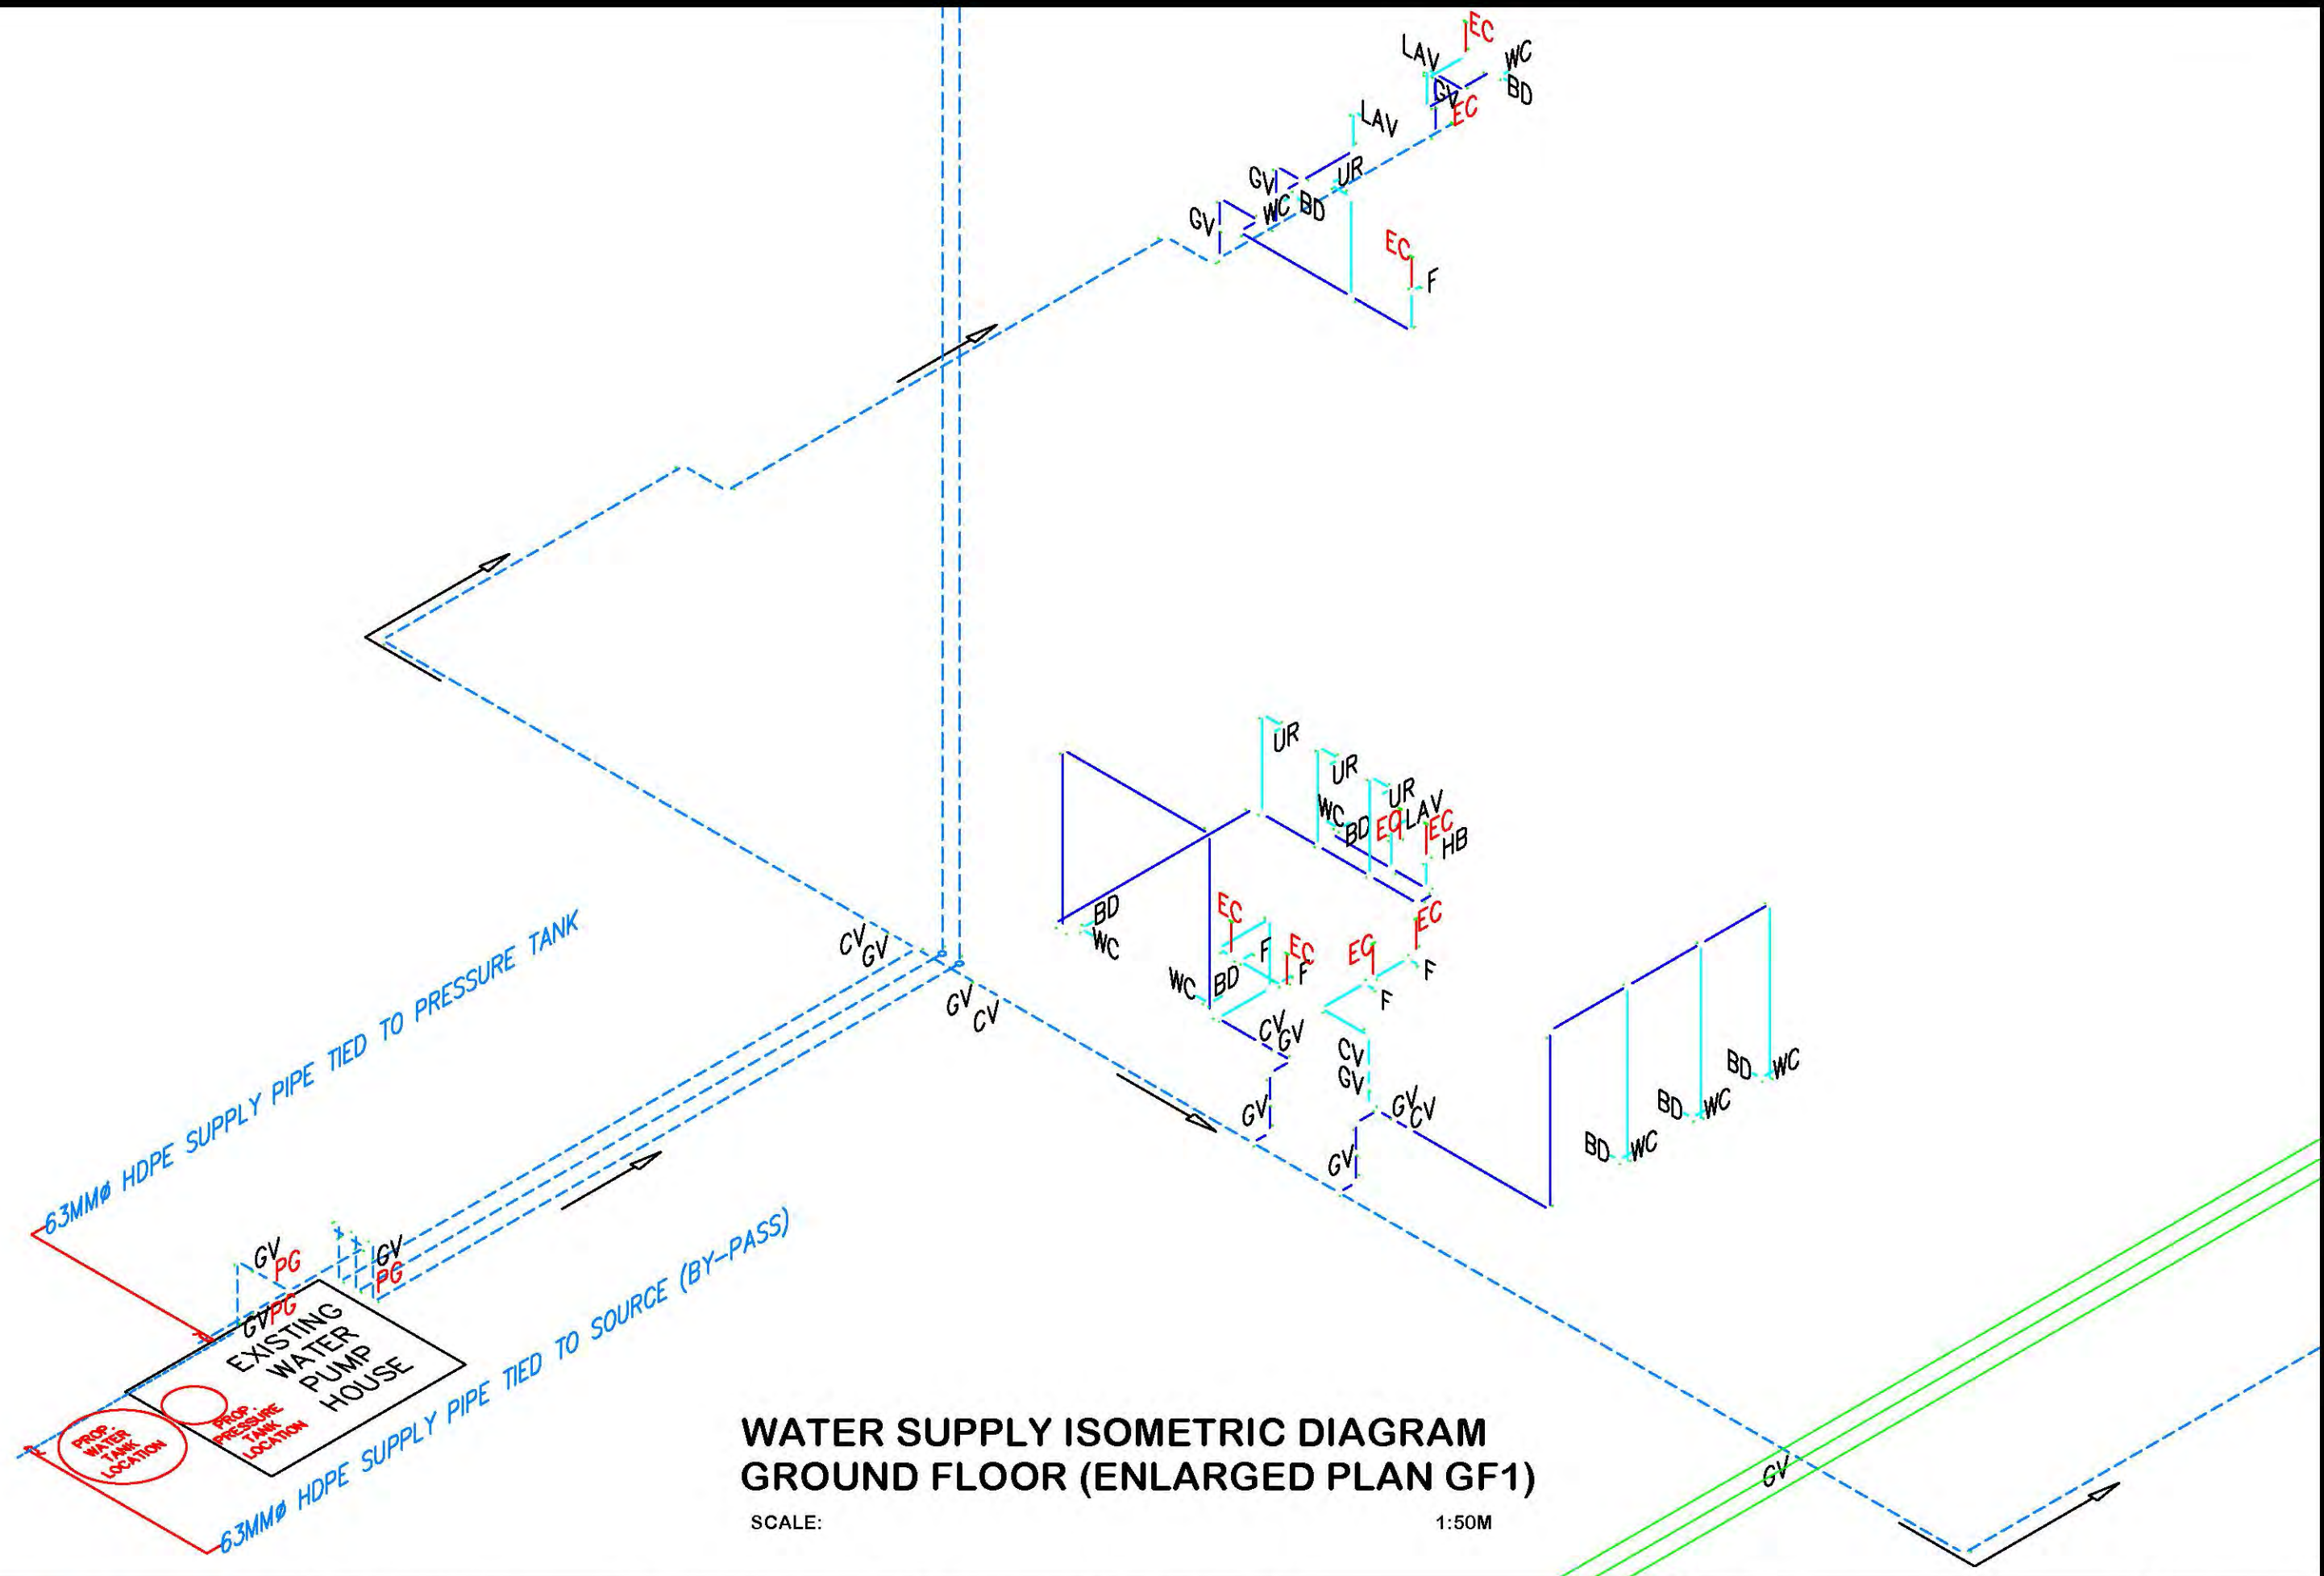 EC
LAV
WC
GV
BD
EC
LAV
GV
UR
WC
BD
GV
EC
F
UR
UR
UR
WC
BD
EC
LAV
EC
HB
BD
WC
EC
EC
F
EC
EC
F
WC
BD
F
F
CV
GV
GV
CV
CV
GV
CV
GV
GV
GV
CV
GV
BD
WC
BD
WC
BD
WC
63MMØ HDPE SUPPLY PIPE TIED TO PRESSURE TANK
GV
PG
GV
PG
GV
PG
EXISTING
WATER
PUMP
HOUSE
PROP.
WATER
TANK
LOCATION
PROP.
PRESSURE
TANK
LOCATION
63MMØ HDPE SUPPLY PIPE TIED TO SOURCE (BY-PASS)
GV
WATER SUPPLY ISOMETRIC DIAGRAM
GROUND FLOOR (ENLARGED PLAN GF1)
SCALE:
1:50M